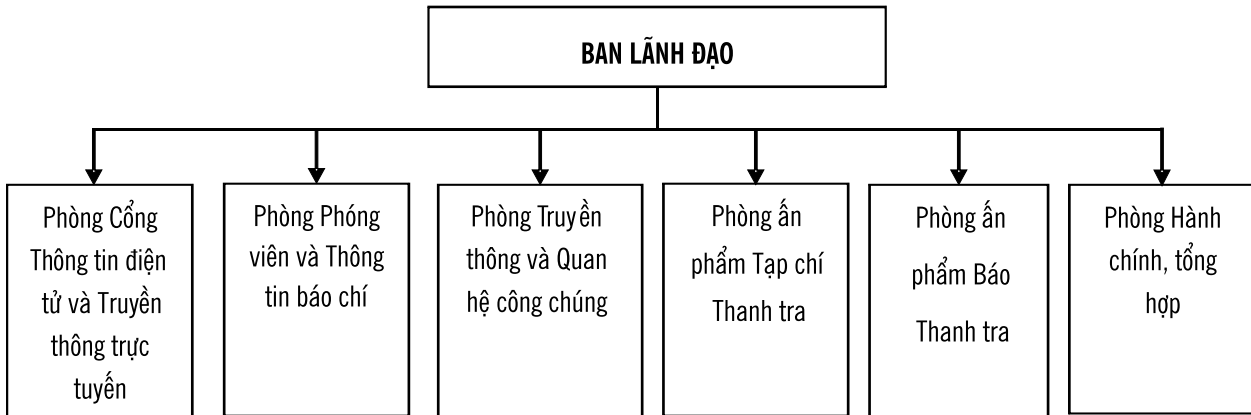 BAN LÃNH ĐẠO
Phòng Cổng
Thông tin điện
tử và Truyền
thông trực
tuyến
Phòng Phóng
viên và Thông
tin báo chí
Phòng Truyền
thông và Quan
hệ công chúng
Phòng ấn
phẩm Tạp chí
Thanh tra
Phòng ấn
phẩm Báo
Thanh tra
Phòng Hành
chính, tổng
hợp